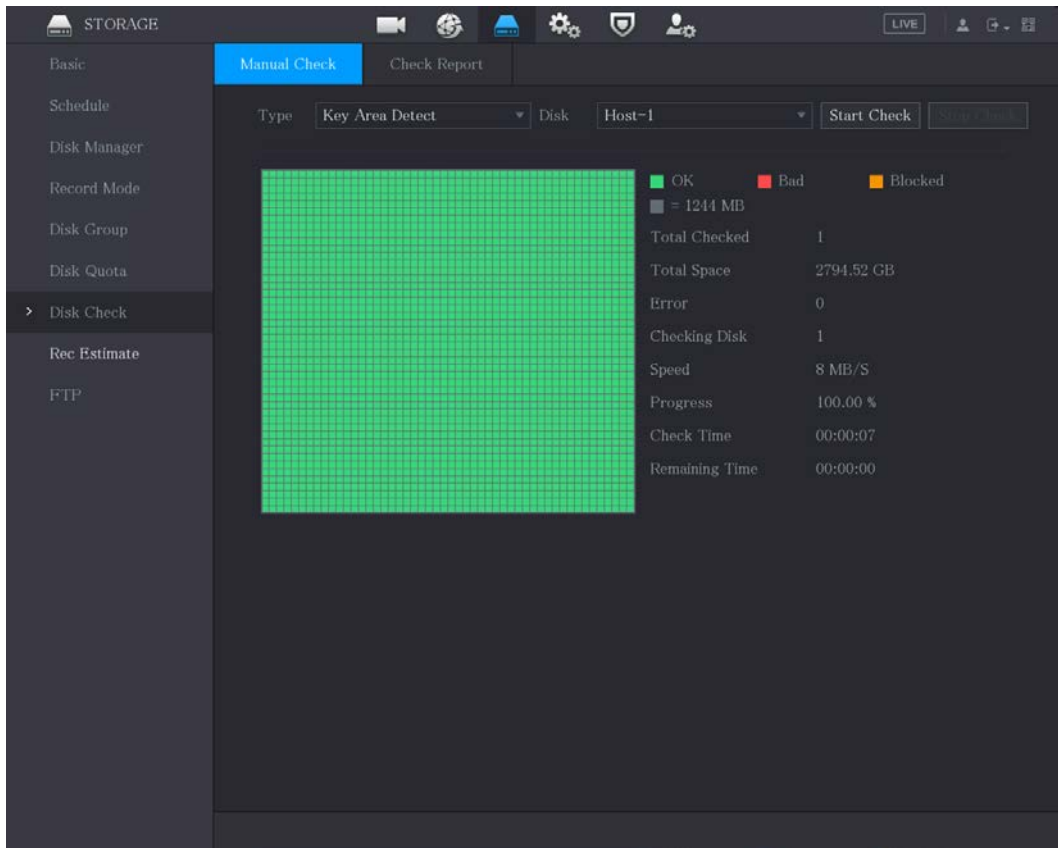 STORAGE LIVE
Basic
Schedule
Disk Manager
Record Mode
Disk Group
Disk Quota
Disk Check
Rec Estimate
FTP
Manual Check Check Report
Type Key Area Detect Disk Host-1 Start Check Stop Check
OK Bad Blocked
= 1244 MB
Total Checked 1
Total Space 2794.52 GB
Error 0
Checking Disk 1
Speed 8 MB/S
Progress 100.00 %
Check Time 00:00:07
Remaining Time 00:00:00